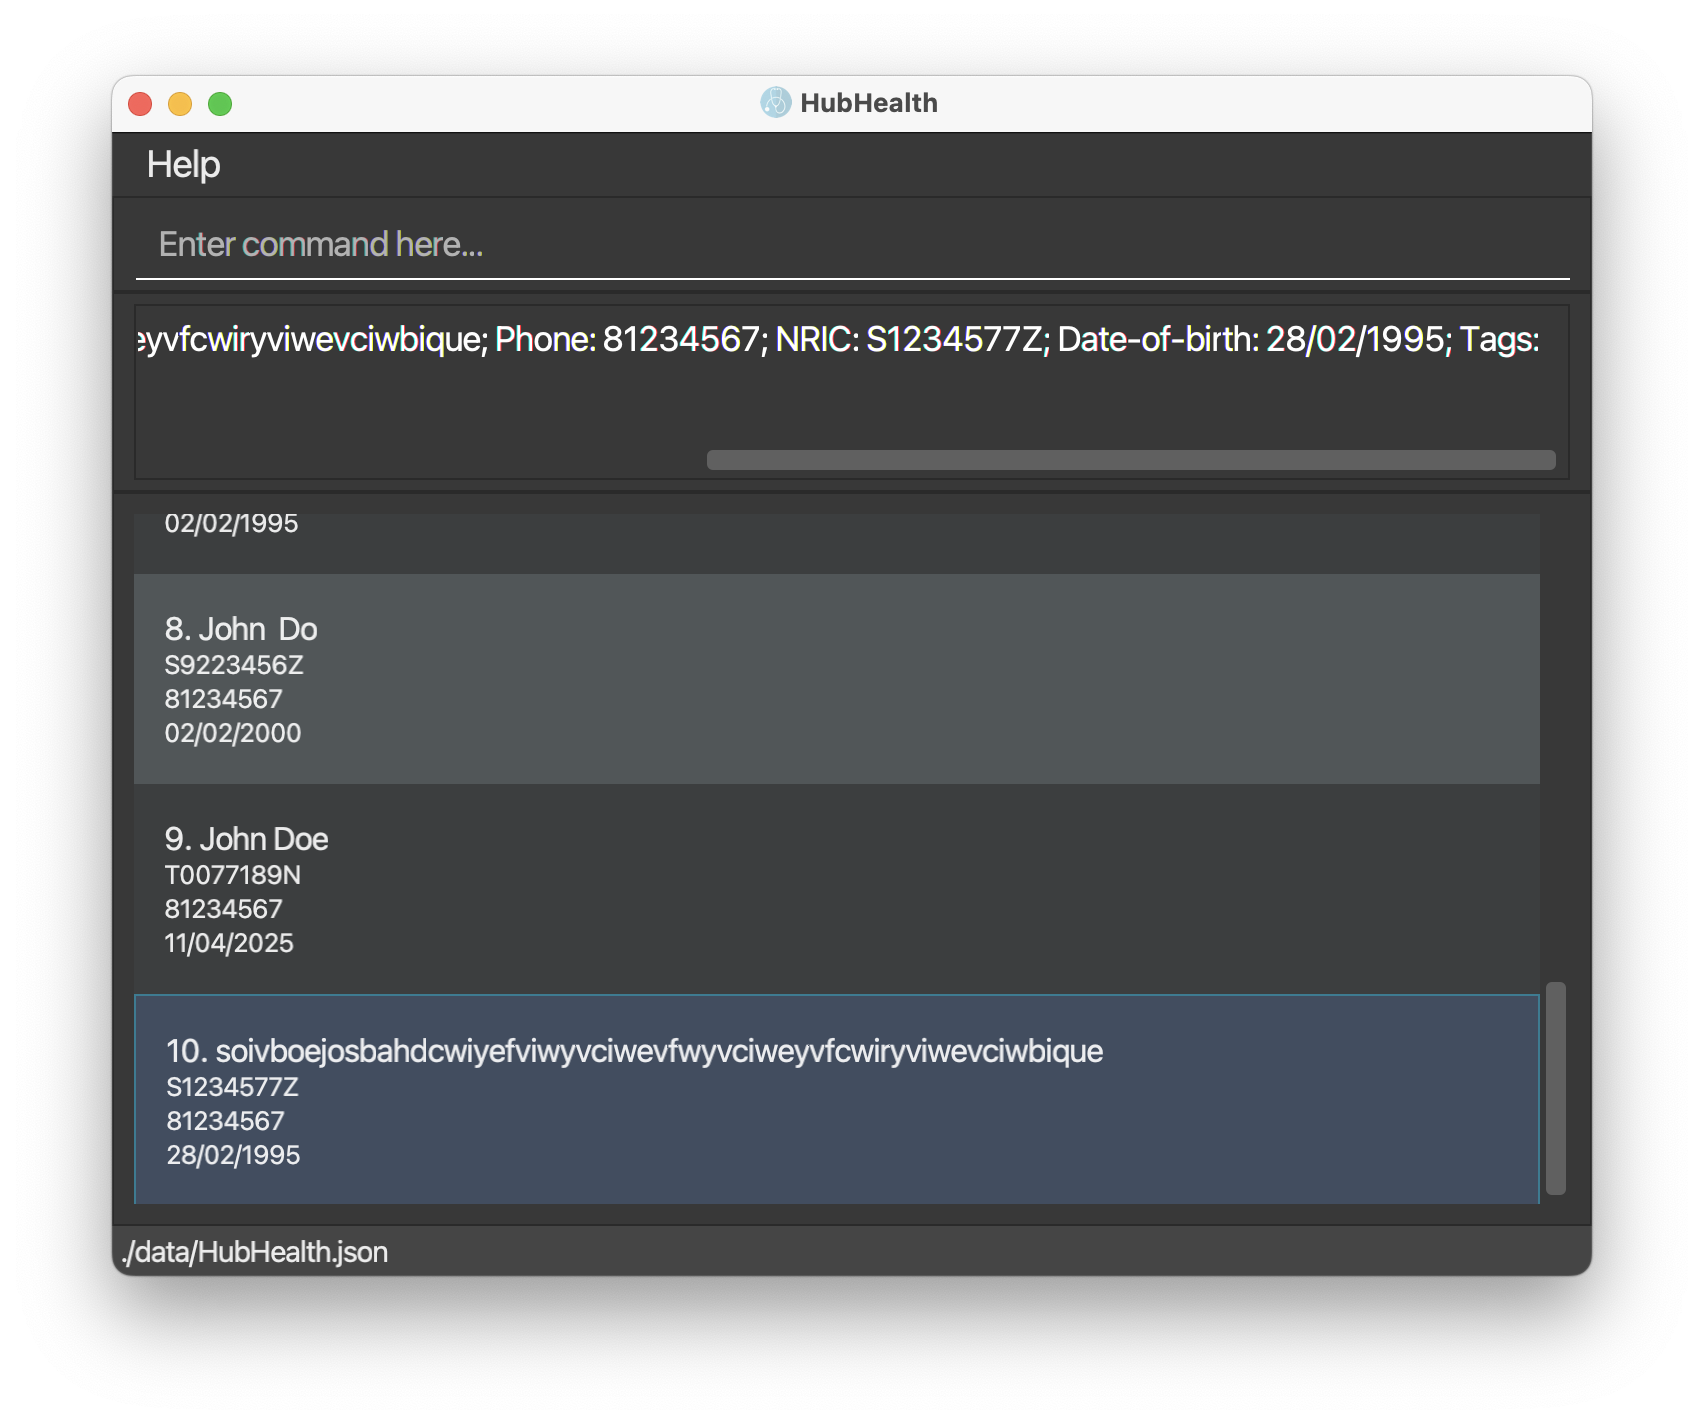 HubHealth
Help
Enter command here...
eyvfcwiryviwevciwbique; Phone: 81234567; NRIC: S1234577Z; Date-of-birth: 28/02/1995; Tags:
02/02/1995
8. John  Do
S9223456Z
81234567
02/02/2000
9. John Doe
T0077189N
81234567
11/04/2025
10. soivboejosbahdcwiyefviwyvciwevfwyvciweyvfcwiryviwevciwbique
S1234577Z
81234567
28/02/1995
./data/HubHealth.json